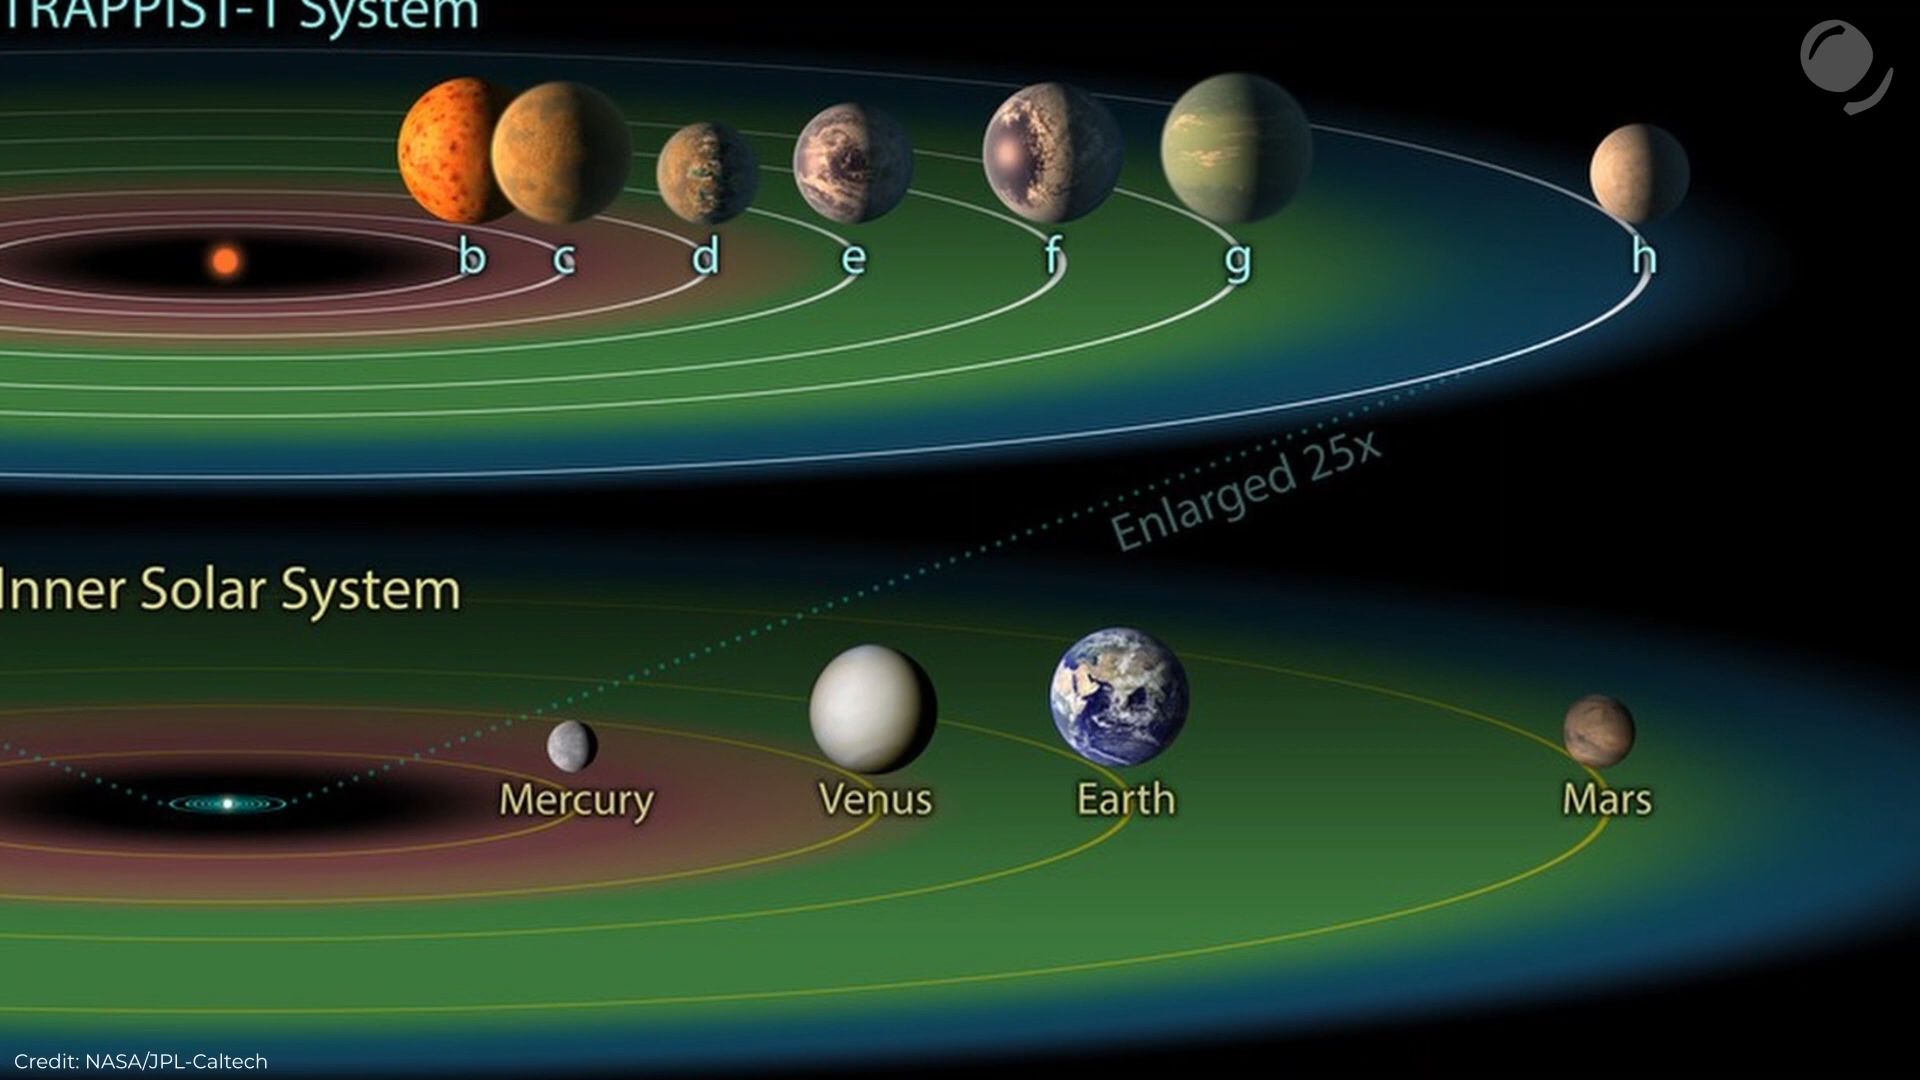 TRAPPIST-1 System
b c d e f g h
Enlarged 25x
Inner Solar System
Mercury Venus Earth Mars
Credit: NASA/JPL-Caltech